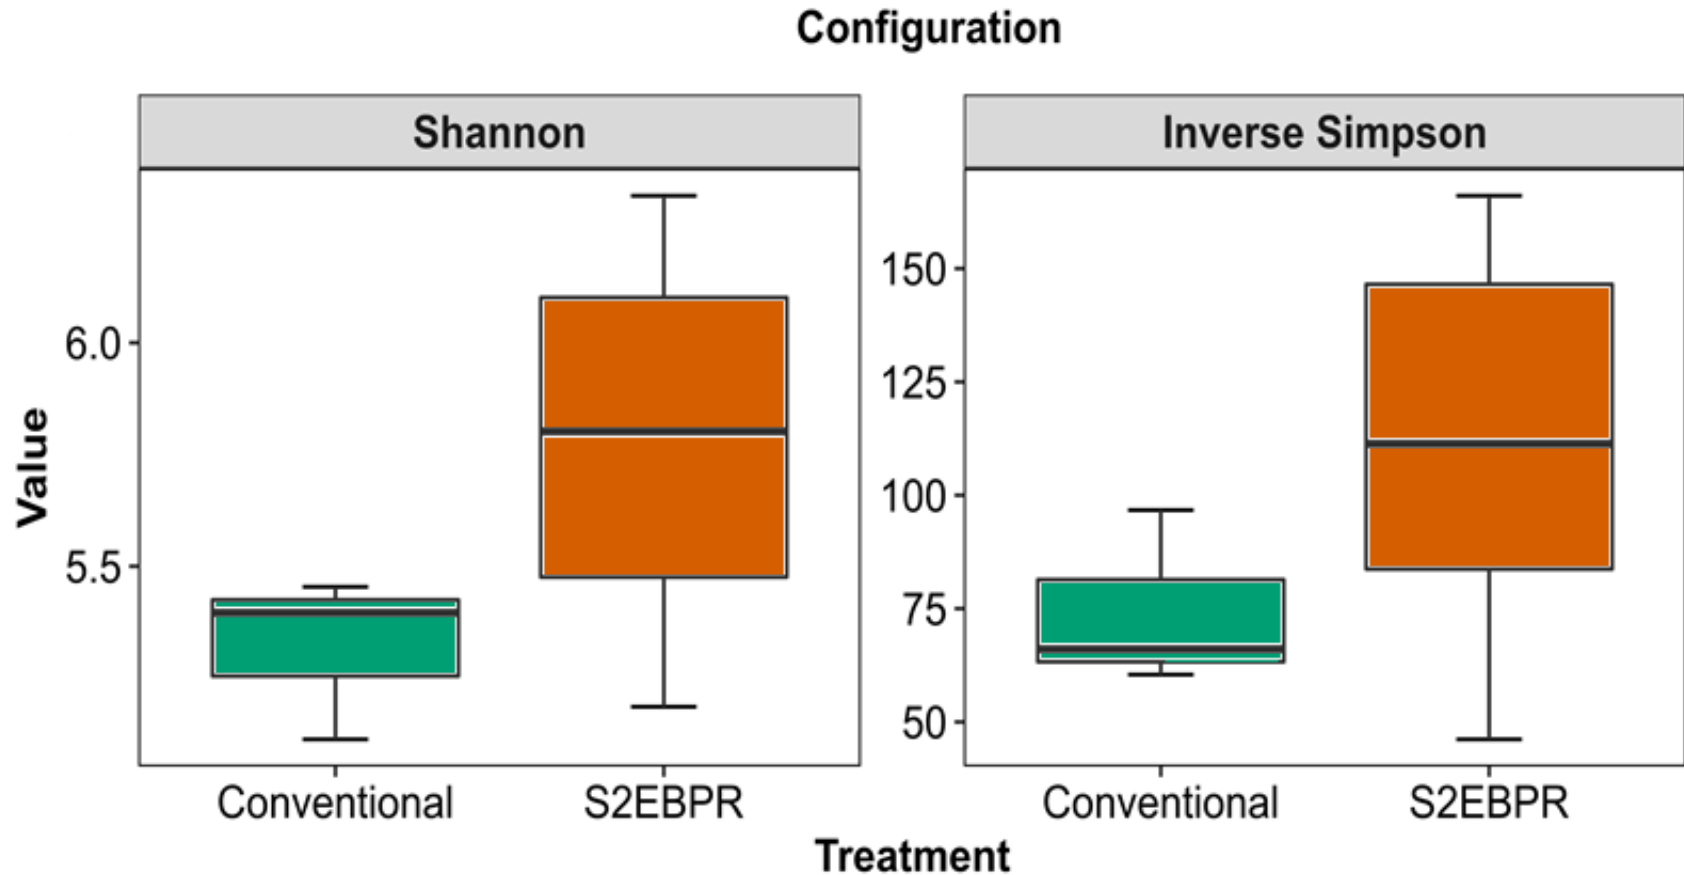 Configuration
Shannon
Inverse Simpson
Value
6.0
5.5
150
125
100
75
50
Conventional
S2EBPR
Conventional
S2EBPR
Treatment